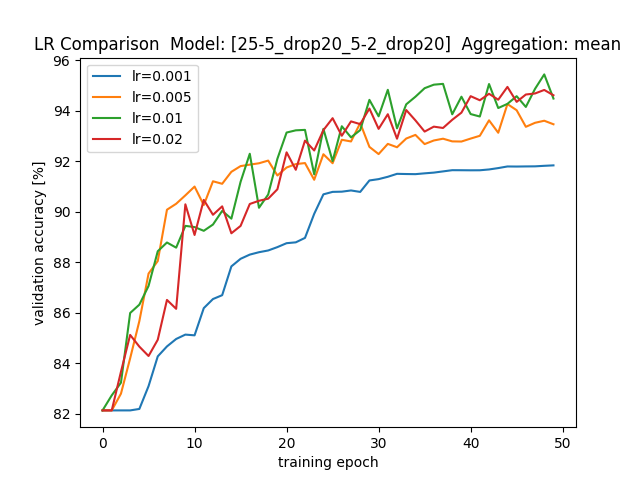 LR Comparison  Model: [25-5_drop20_5-2_drop20]  Aggregation: mean
96
94
92
90
88
86
84
82
validation accuracy [%]
lr=0.001
lr=0.005
lr=0.01
lr=0.02
0 10 20 30 40 50
training epoch